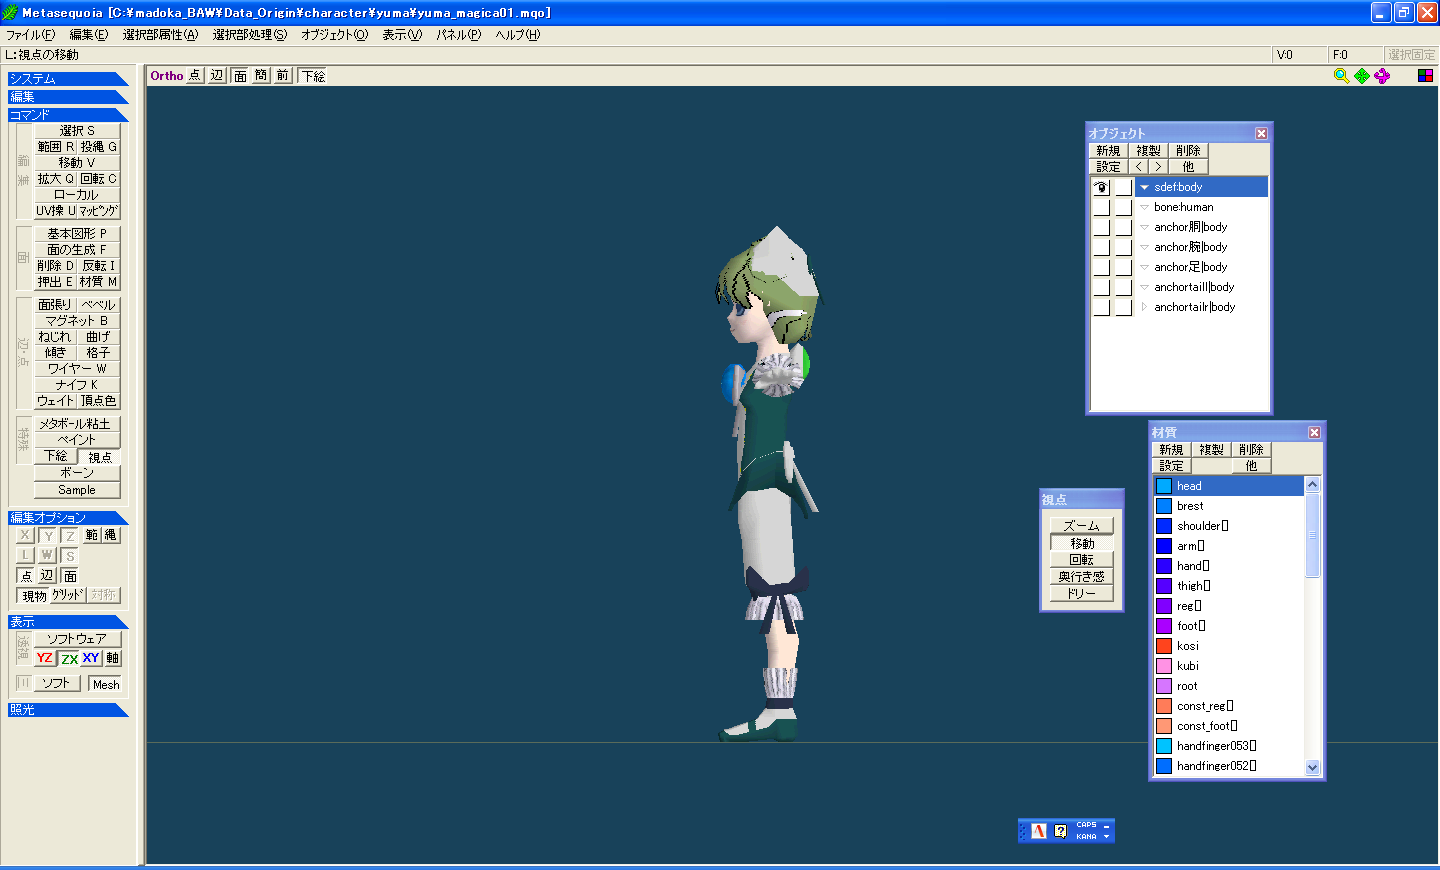 Metasequoia [C:¥madoka_BAW¥Data_Origin¥character¥yuma¥yuma_magica01.mqo]
ファイル(F) 編集(E) 選択部属性(A) 選択部処理(S) オブジェクト(O) 表示(V) パネル(P) ヘルプ(H)
L:視点の移動 V:0 F:0 選択固定
システム
編集
コマンド
編集
選択 S
範囲 R 投縄 G
移動 V
拡大 Q 回転 C
ローカル
UV操 U マッピング
面
基本図形 P
面の生成 F
削除 D 反転 I
押出 E 材質 M
辺・点
面張り ベベル
マグネット B
ねじれ 曲げ
傾き 格子
ワイヤー W
ナイフ K
ウェイト 頂点色
特殊
メタボール粘土
ペイント
下絵 視点
ボーン
Sample
編集オプション
X Y Z 範 縄
L W S
点 辺 面
現物 グリッド 対称
表示
透視
ソフトウェア
YZ ZX XY 軸
ソフト Mesh
照光
Ortho 点 辺 面 簡 前 下絵
オブジェクト
新規 複製 削除
設定 < > 他
sdef:body
bone:human
anchor胴|body
anchor腕|body
anchor足|body
anchortaill|body
anchortailr|body
材質
新規 複製 削除
設定 他
head
brest
shoulder[]
arm[]
hand[]
thigh[]
reg[]
foot[]
kosi
kubi
root
const_reg[]
const_foot[]
handfinger053[]
handfinger052[]
視点
ズーム
移動
回転
奥行き感
ドリー
A ? CAPS
KANA